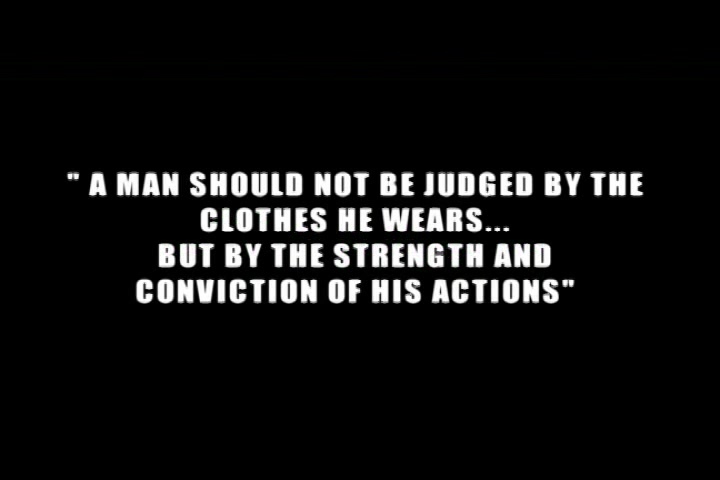 " A MAN SHOULD NOT BE JUDGED BY THE
CLOTHES HE WEARS...
BUT BY THE STRENGTH AND
CONVICTION OF HIS ACTIONS"